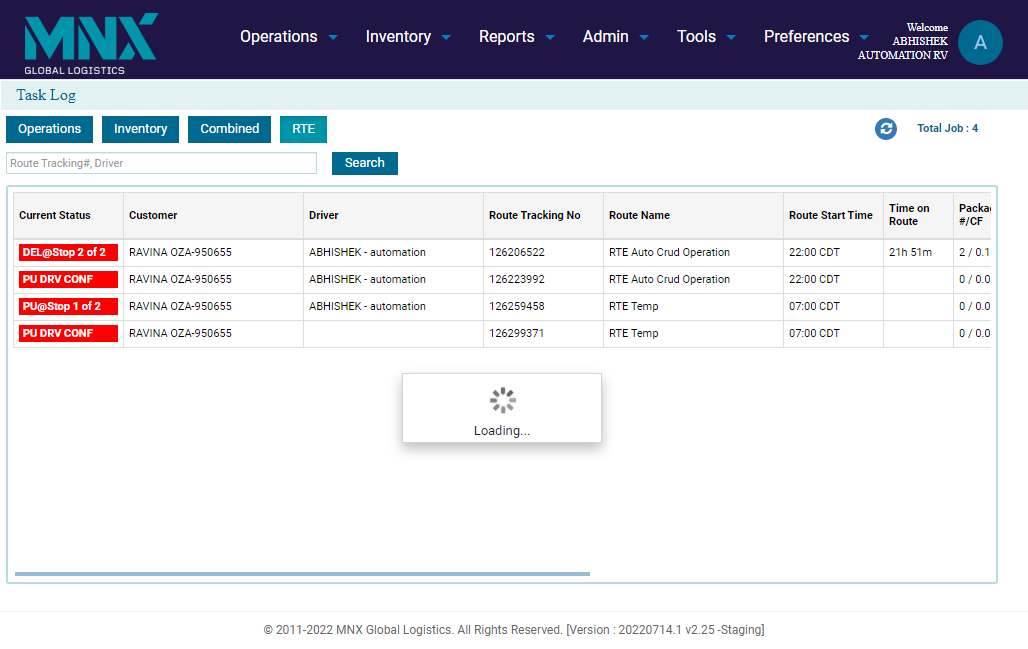 MNX
GLOBAL LOGISTICS
Operations Inventory Reports Admin Tools Preferences
Welcome
ABHISHEK
AUTOMATION RV
A
Task Log
Operations Inventory Combined RTE
Total Job : 4
Route Tracking#, Driver Search
Current Status Customer Driver Route Tracking No Route Name Route Start Time Time on Route Packag #/CF
DEL@Stop 2 of 2 RAVINA OZA-950655 ABHISHEK - automation 126206522 RTE Auto Crud Operation 22:00 CDT 21h 51m 2 / 0.1
PU DRV CONF RAVINA OZA-950655 ABHISHEK - automation 126223992 RTE Auto Crud Operation 22:00 CDT 0 / 0.0
PU@Stop 1 of 2 RAVINA OZA-950655 ABHISHEK - automation 126259458 RTE Temp 07:00 CDT 0 / 0.0
PU DRV CONF RAVINA OZA-950655 126299371 RTE Temp 07:00 CDT 0 / 0.0
Loading...
© 2011-2022 MNX Global Logistics. All Rights Reserved. [Version : 20220714.1 v2.25 -Staging]